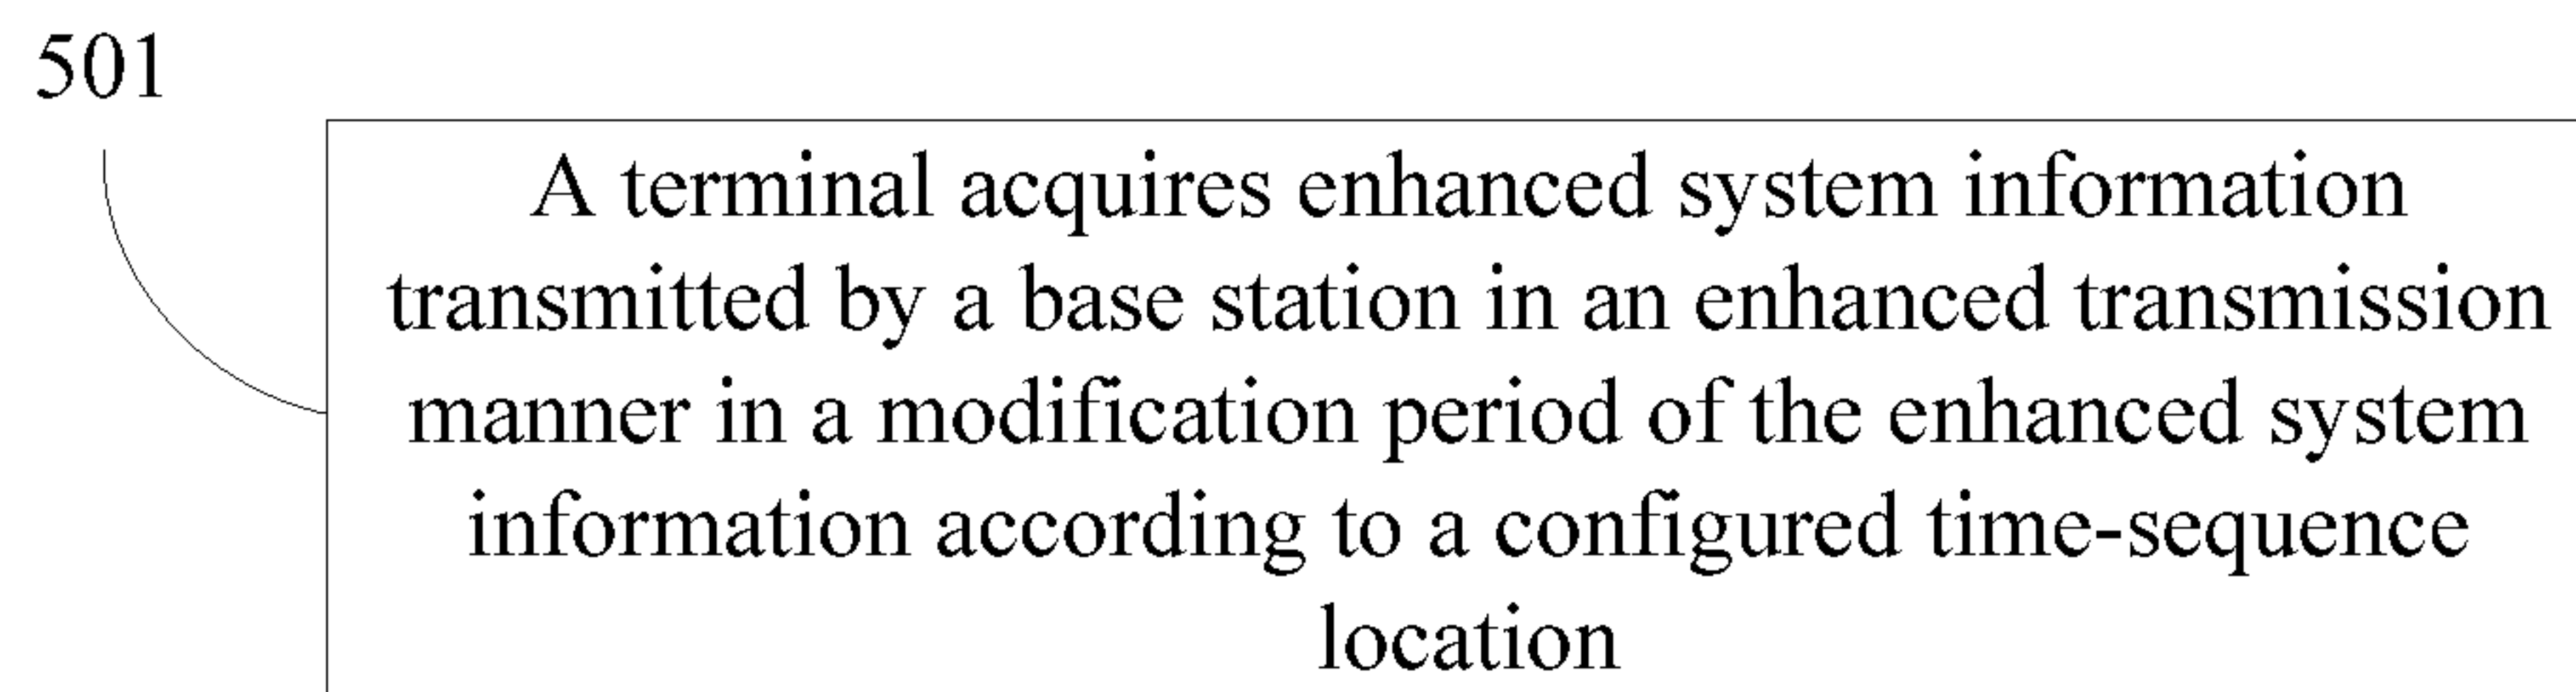 501
A terminal acquires enhanced system information
transmitted by a base station in an enhanced transmission
manner in a modification period of the enhanced system
information according to a configured time-sequence
location